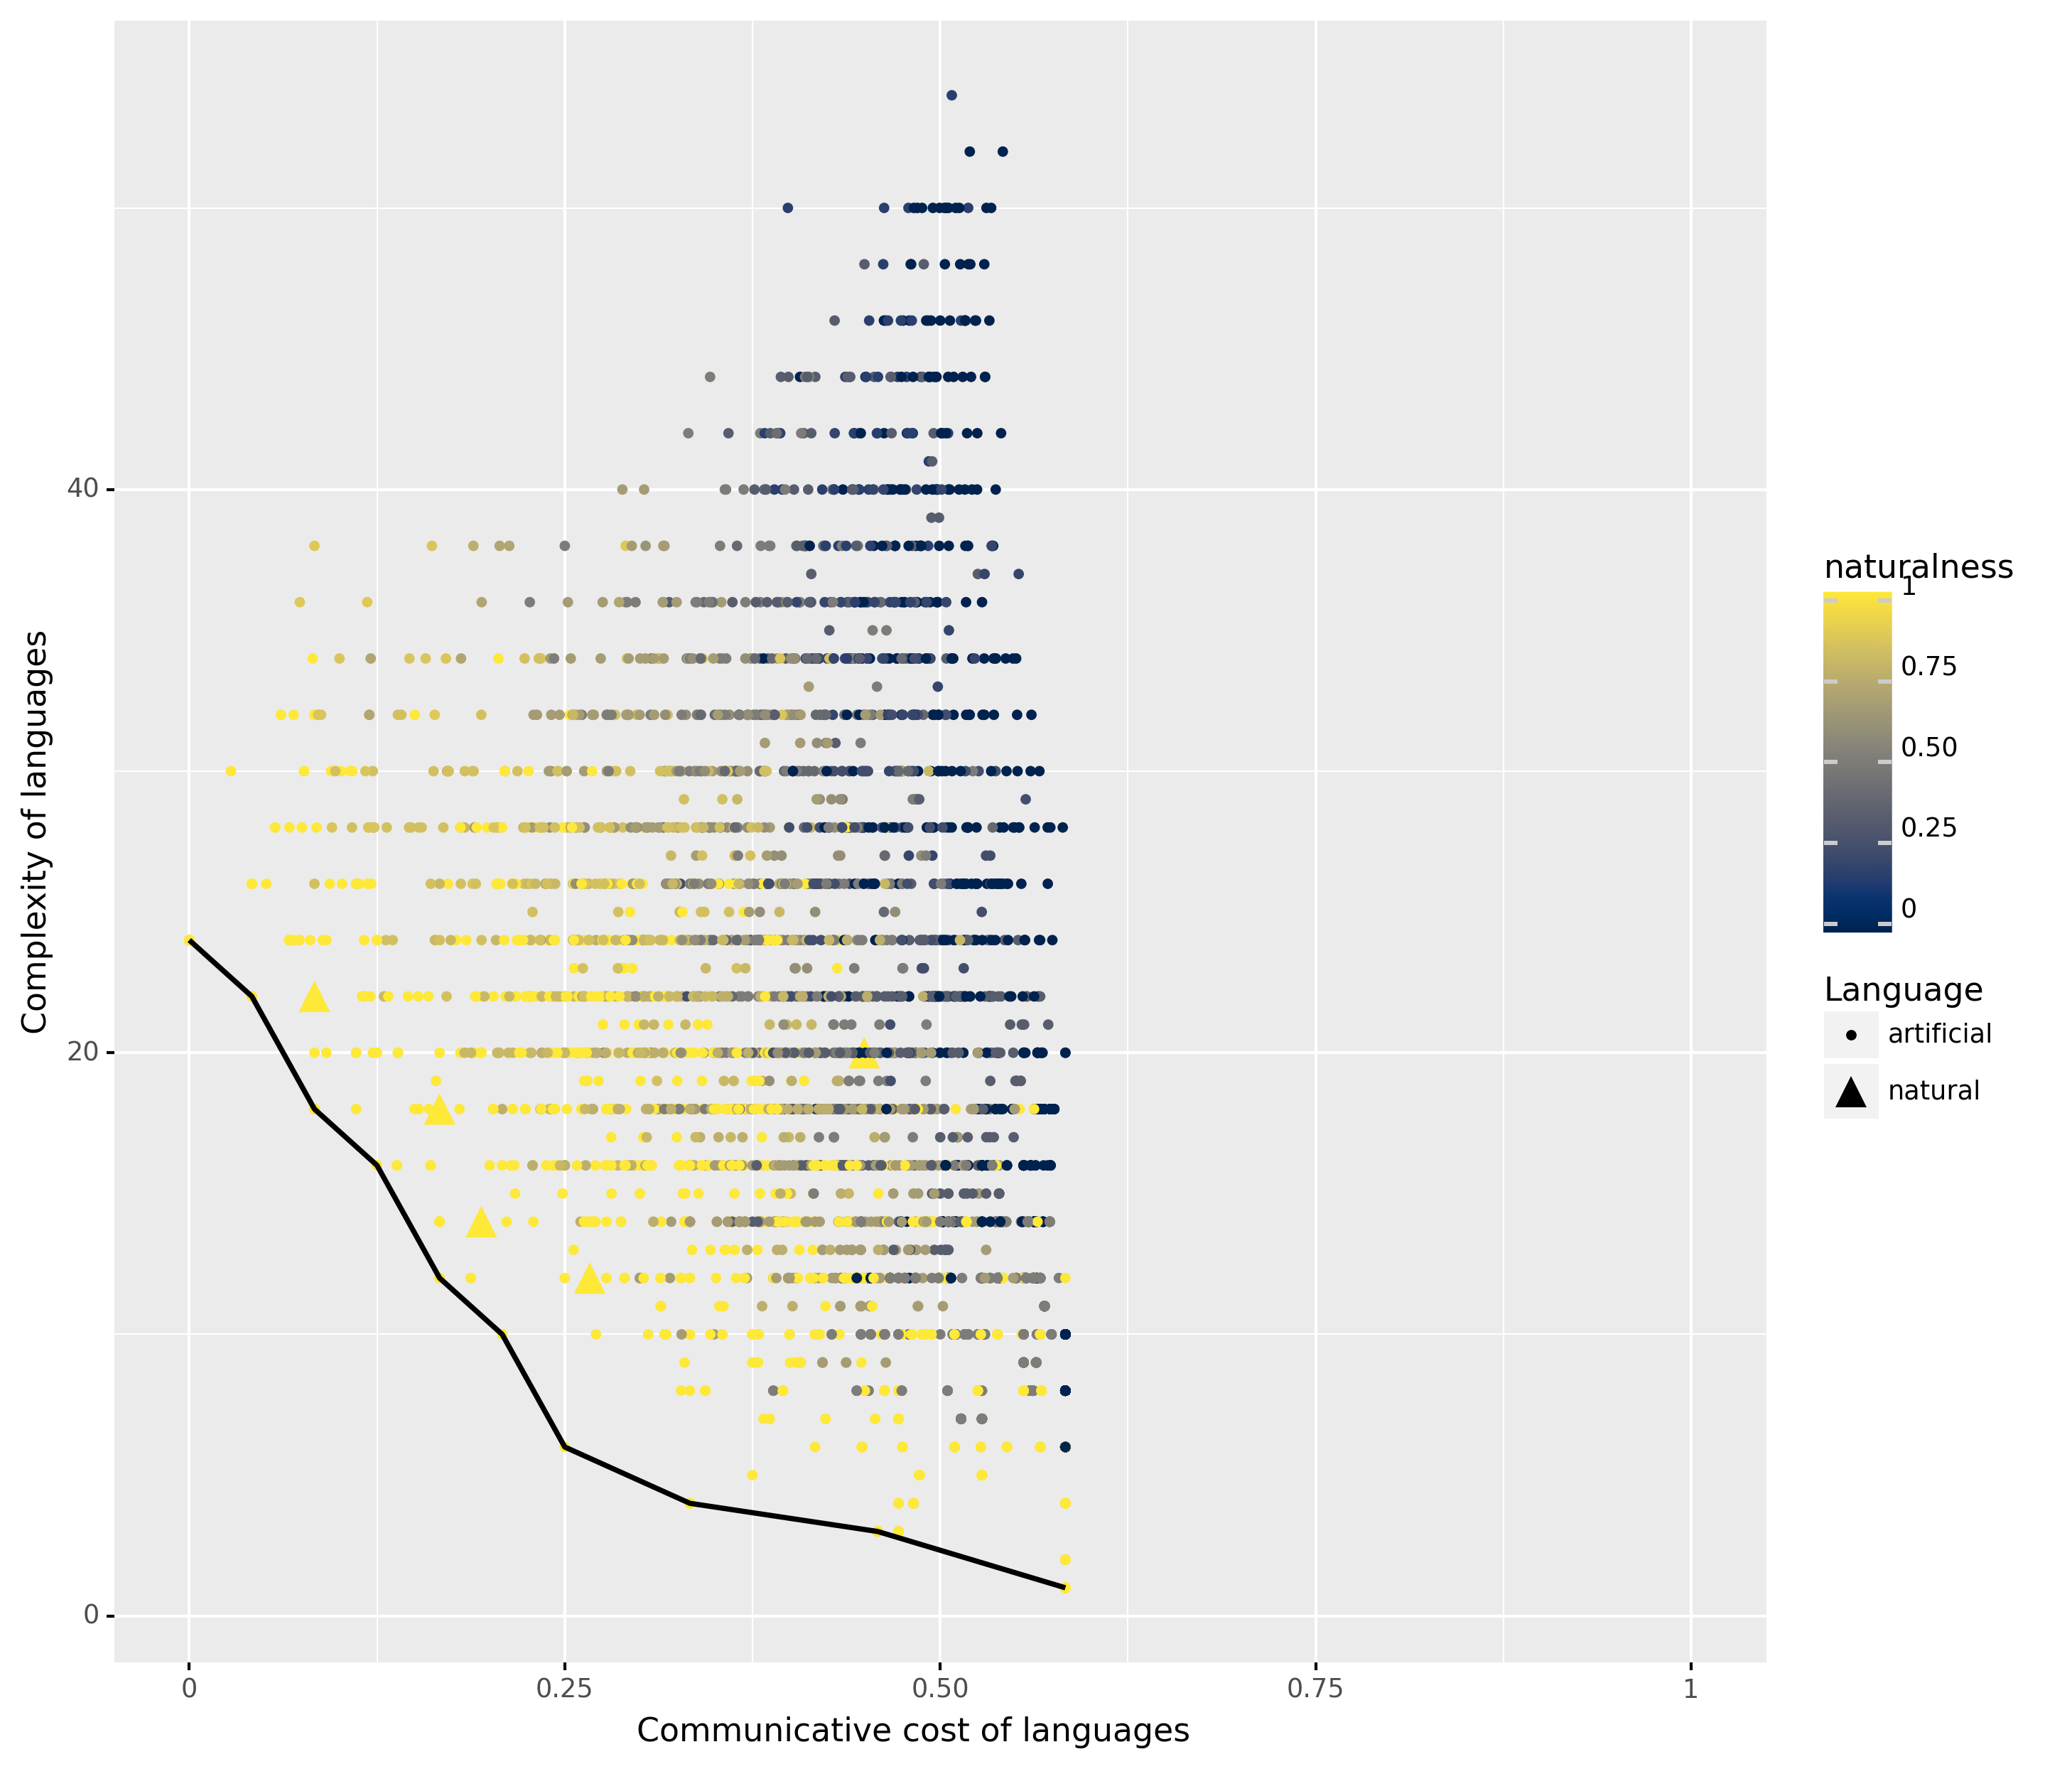 Complexity of languages
40
20
0
0
0.25
0.50
0.75
1
Communicative cost of languages
naturalness
1
0.75
0.50
0.25
0
Language
artificial
natural